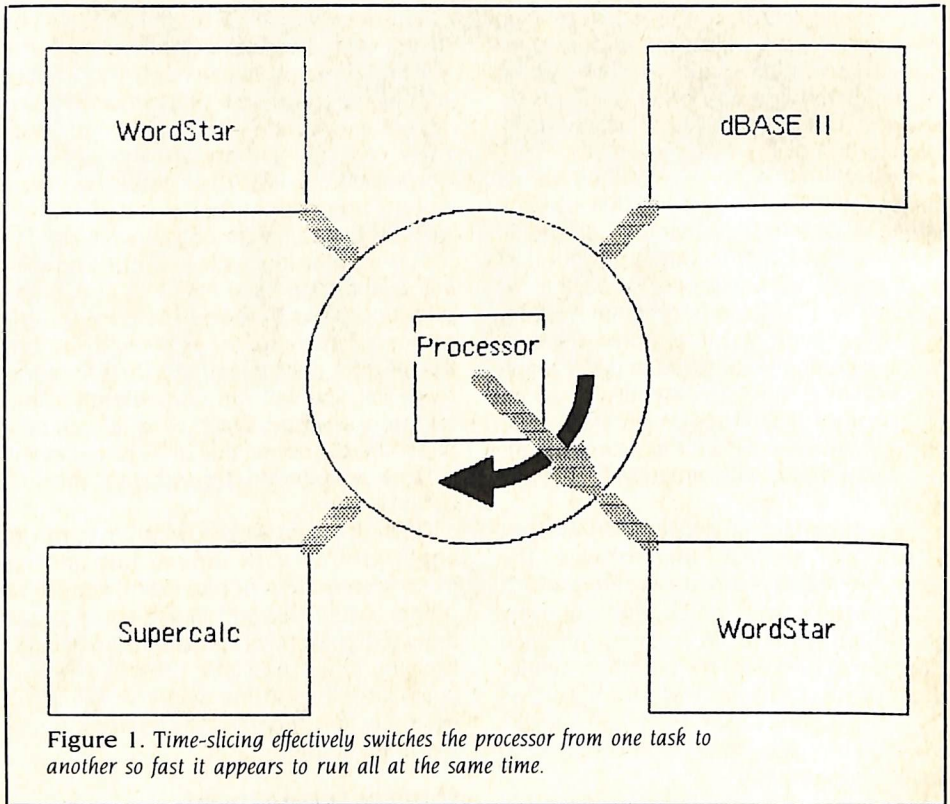 WordStar
dBASE II
Processor
Supercalc
WordStar
Figure 1. Time-slicing effectively switches the processor from one task to
another so fast it appears to run all at the same time.